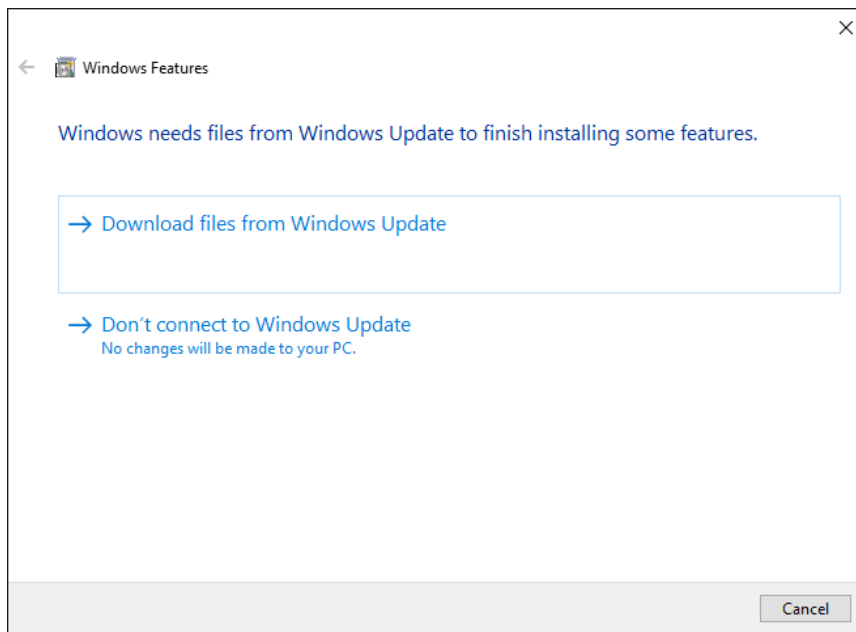 Windows Features
Windows needs files from Windows Update to finish installing some features.
Download files from Windows Update
Don't connect to Windows Update
No changes will be made to your PC.
Cancel